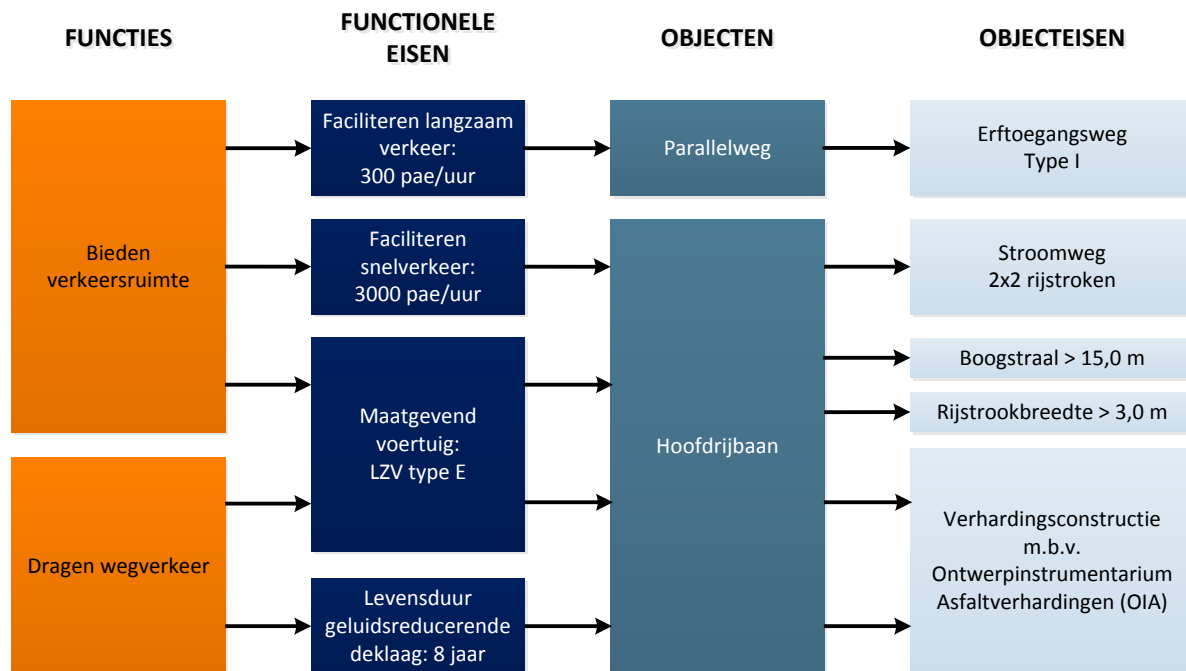 FUNCTIES
FUNCTIONELE
EISEN
OBJECTEN
OBJECTEISEN
Bieden
verkeersruimte
Dragen wegverkeer
Faciliteren langzaam
verkeer:
300 pae/uur
Faciliteren
snelverkeer:
3000 pae/uur
Maatgevend
voertuig:
LZV type E
Levensduur
geluidsreducerende
deklaag: 8 jaar
Parallelweg
Hoofdrijbaan
Erftoegangsweg
Type I
Stroomweg
2x2 rijstroken
Boogstraal > 15,0 m
Rijstrookbreedte > 3,0 m
Verhardingsconstructie
m.b.v.
Ontwerpinstrumentarium
Asfaltverhardingen (OIA)